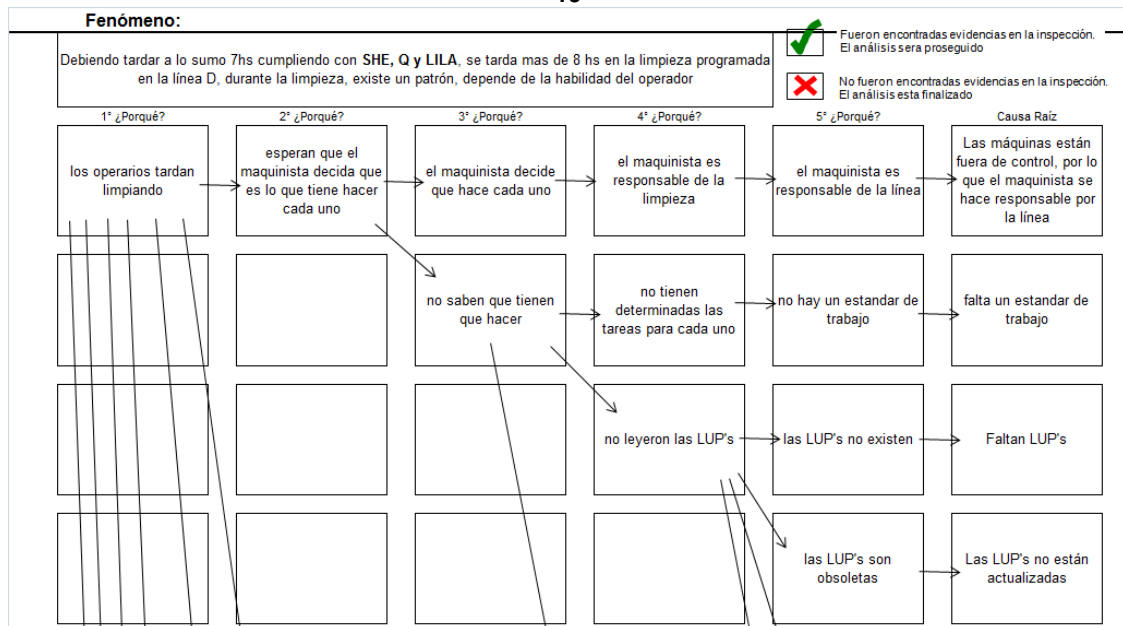 Fenómeno:
Fueron encontradas evidencias en la inspección.
El análisis sera proseguido
Debiendo tardar a lo sumo 7hs cumpliendo con SHE, Q y LILA, se tarda mas de 8 hs en la limpieza programada
en la línea D, durante la limpieza, existe un patrón, depende de la habilidad del operador
No fueron encontradas evidencias en la inspección.
El análisis esta finalizado
1° ¿Porqué?
2° ¿Porqué?
3° ¿Porqué?
4° ¿Porqué?
5° ¿Porqué?
Causa Raíz
los operarios tardan
limpiando
esperan que el
maquinista decida que
es lo que tiene hacer
cada uno
el maquinista decide
que hace cada uno
el maquinista es
responsable de la
limpieza
el maquinista es
responsable de la línea
Las máquinas están
fuera de control, por lo
que el maquinista se
hace responsable por
la línea
no saben que tienen
que hacer
no tienen
determinadas las
tareas para cada uno
no hay un estandar de
trabajo
falta un estandar de
trabajo
no leyeron las LUP's
las LUP's no existen
Faltan LUP's
las LUP's son
obsoletas
Las LUP's no están
actualizadas